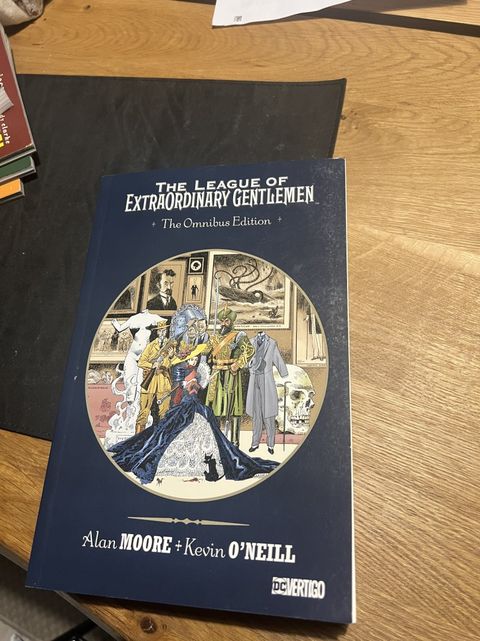 THE LEAGUE OF
EXTRAORDINARY GENTLEMEN
The Omnibus Edition
Alan MOORE + Kevin O'NEILL
DC VERTIGO